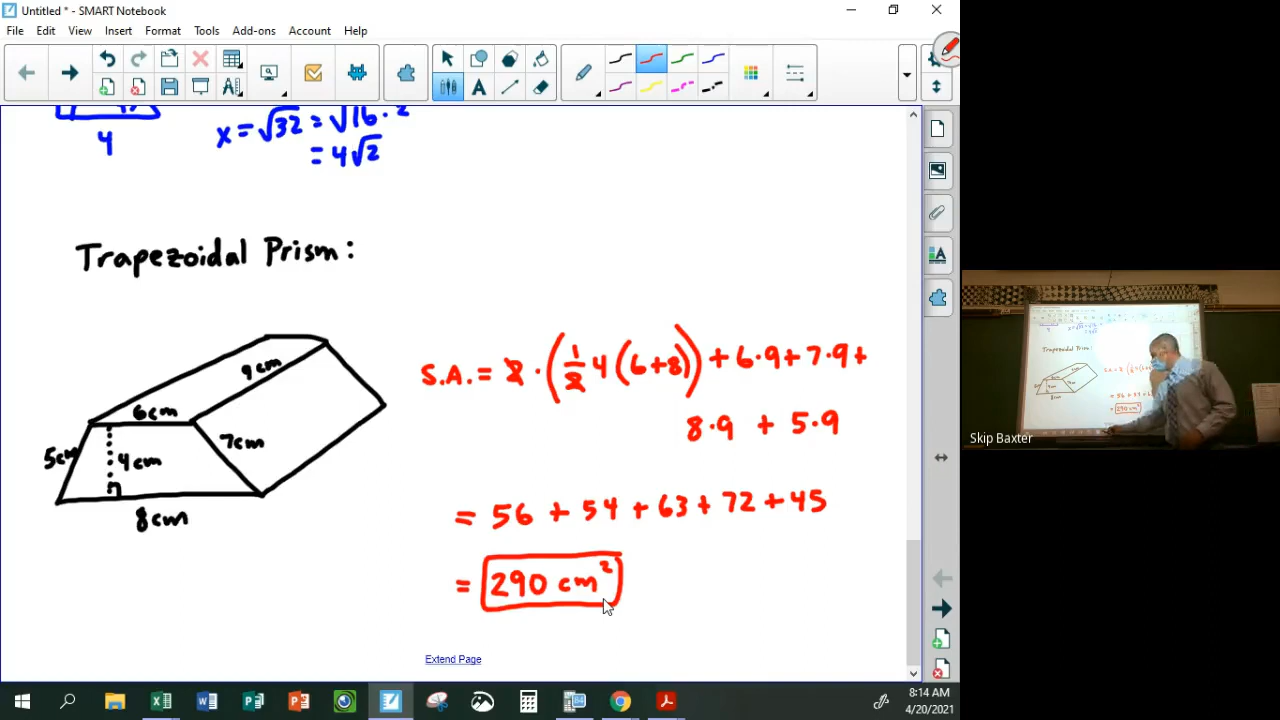 Untitled * - SMART Notebook
File Edit View Insert Format Tools Add-ons Account Help
4
x = √32 = √16·2
= 4√2
Trapezoidal Prism:
9cm
6cm
5cm
4cm
7cm
8cm
S.A. = 2 · (1/2 4 (6+8)) + 6·9 + 7·9 +
8·9 + 5·9
= 56 + 54 + 63 + 72 + 45
= 290 cm²
Extend Page
Skip Baxter
8:14 AM
4/20/2021